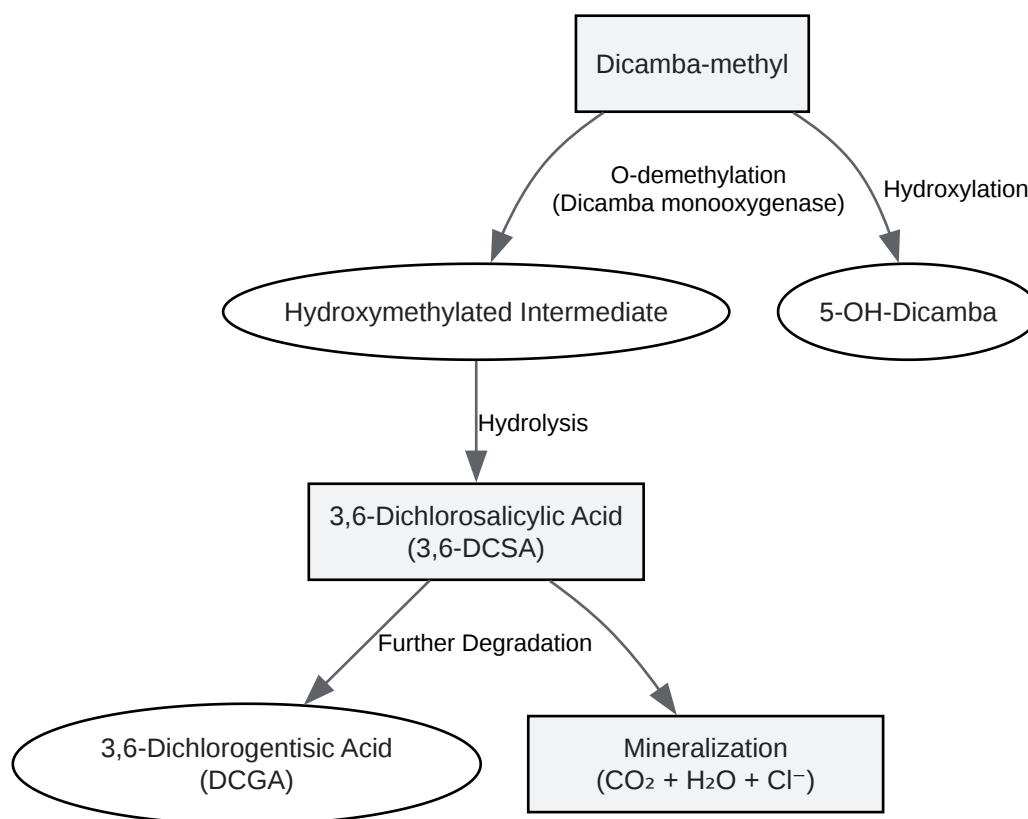 Dicamba-methyl
O-demethylation
(Dicamba monooxygenase)
Hydroxylation
Hydroxymethylated Intermediate
5-OH-Dicamba
Hydrolysis
3,6-Dichlorosalicylic Acid
(3,6-DCSA)
Further Degradation
3,6-Dichlorogentisic Acid
(DCGA)
Mineralization
(CO₂ + H₂O + Cl⁻)